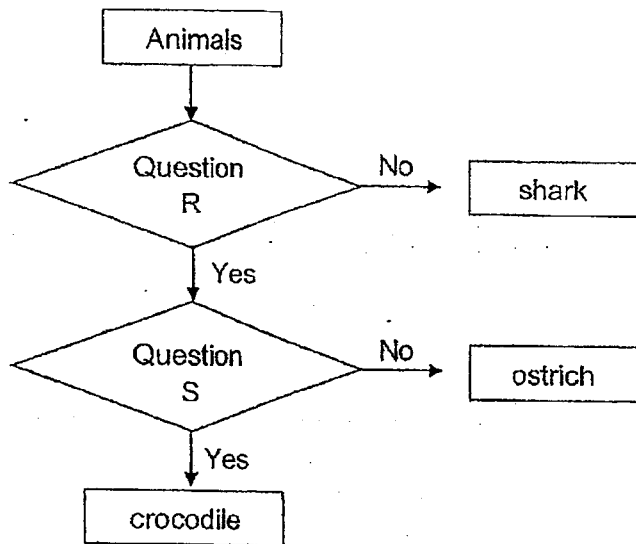 Animals
Question
R
No
shark
Yes
Question
S
No
ostrich
Yes
crocodile